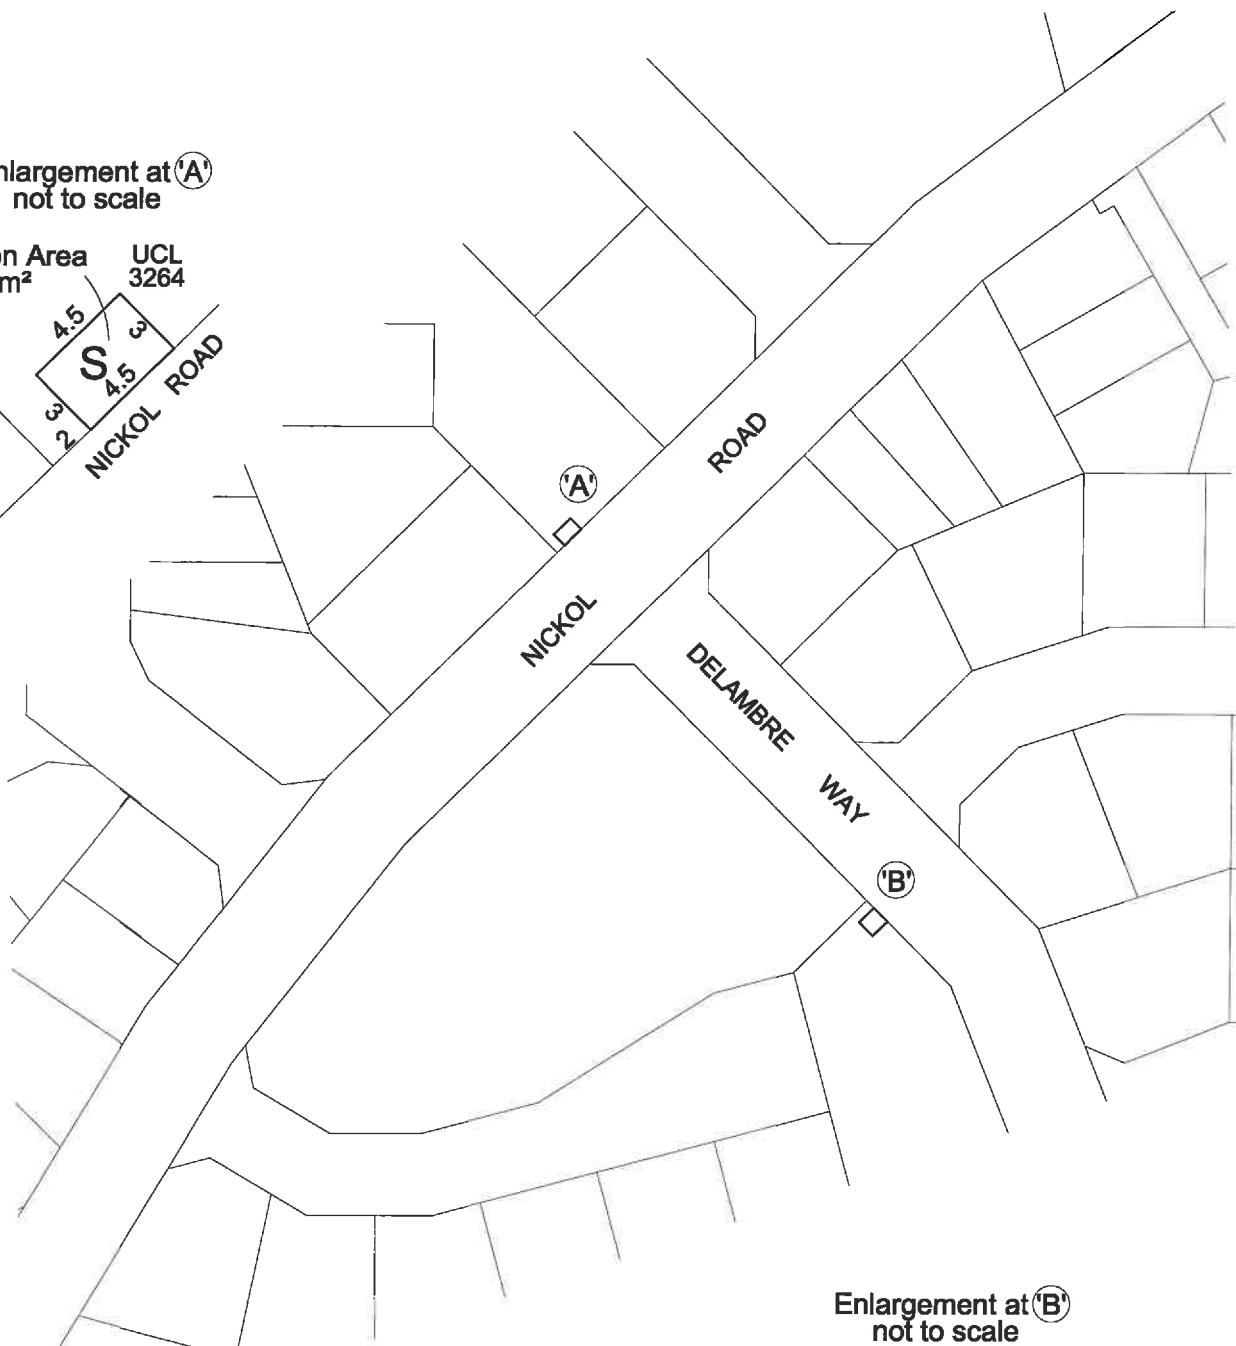 nlargement at 'A'
not to scale
on Area
m²
UCL
3264
4.5
3
S
4.5
3
2
NICKOL ROAD
'A'
ROAD
NICKOL
DELAMBRE
WAY
'B'
Enlargement at 'B'
not to scale